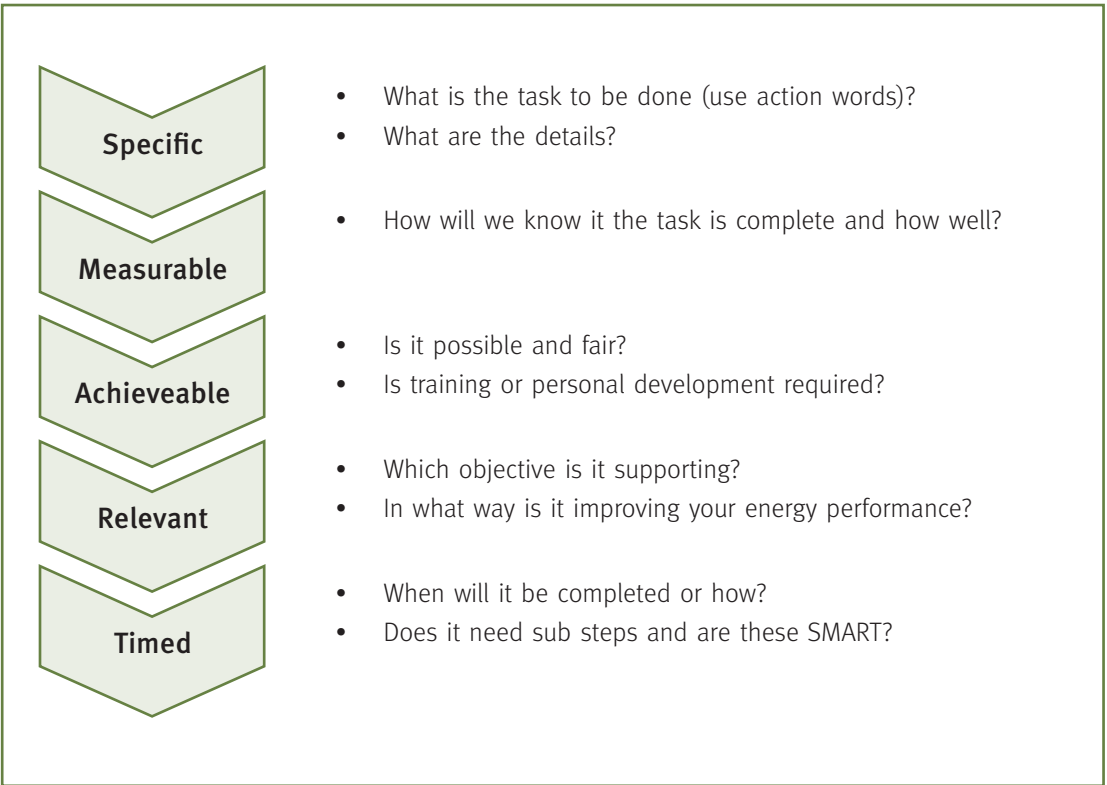 Specific
• What is the task to be done (use action words)?
• What are the details?
Measurable
• How will we know it the task is complete and how well?
Achieveable
• Is it possible and fair?
• Is training or personal development required?
Relevant
• Which objective is it supporting?
• In what way is it improving your energy performance?
Timed
• When will it be completed or how?
• Does it need sub steps and are these SMART?